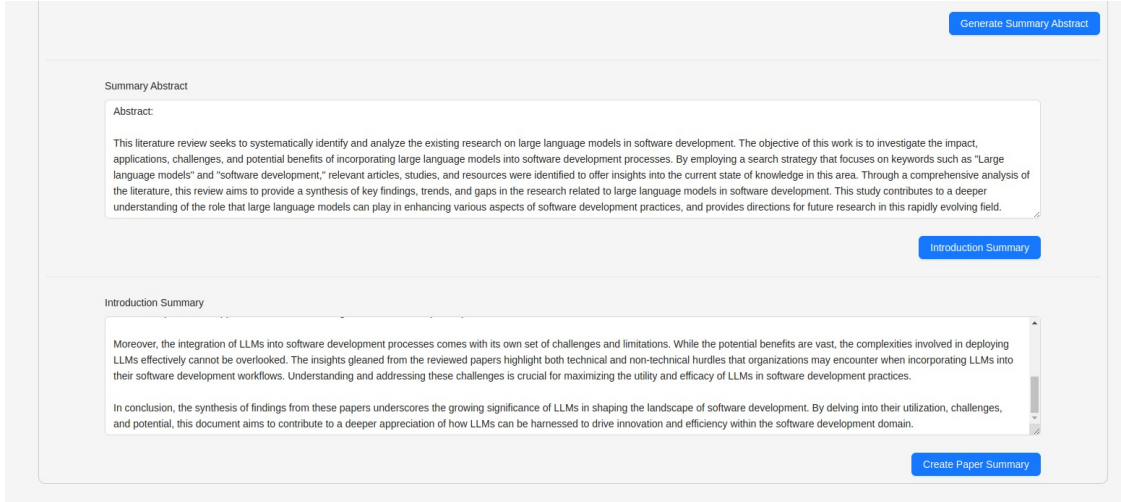 Generate Summary Abstract
Summary Abstract
Abstract:
This literature review seeks to systematically identify and analyze the existing research on large language models in software development. The objective of this work is to investigate the impact,
applications, challenges, and potential benefits of incorporating large language models into software development processes. By employing a search strategy that focuses on keywords such as "Large
language models" and "software development," relevant articles, studies, and resources were identified to offer insights into the current state of knowledge in this area. Through a comprehensive analysis of
the literature, this review aims to provide a synthesis of key findings, trends, and gaps in the research related to large language models in software development. This study contributes to a deeper
understanding of the role that large language models can play in enhancing various aspects of software development practices, and provides directions for future research in this rapidly evolving field.
Introduction Summary
Introduction Summary
Moreover, the integration of LLMs into software development processes comes with its own set of challenges and limitations. While the potential benefits are vast, the complexities involved in deploying
LLMs effectively cannot be overlooked. The insights gleaned from the reviewed papers highlight both technical and non-technical hurdles that organizations may encounter when incorporating LLMs into
their software development workflows. Understanding and addressing these challenges is crucial for maximizing the utility and efficacy of LLMs in software development practices.
In conclusion, the synthesis of findings from these papers underscores the growing significance of LLMs in shaping the landscape of software development. By delving into their utilization, challenges,
and potential, this document aims to contribute to a deeper appreciation of how LLMs can be harnessed to drive innovation and efficiency within the software development domain.
Create Paper Summary